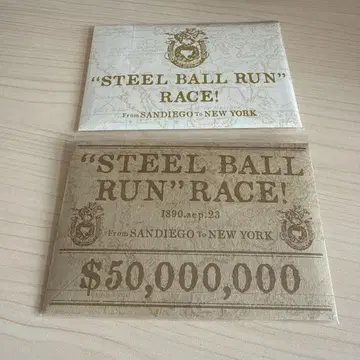 “STEEL BALL RUN”
RACE!
From SANDIEGO To NEW YORK
“STEEL BALL
RUN” RACE!
1890.sep.23
From SANDIEGO To NEW YORK
$50,000,000